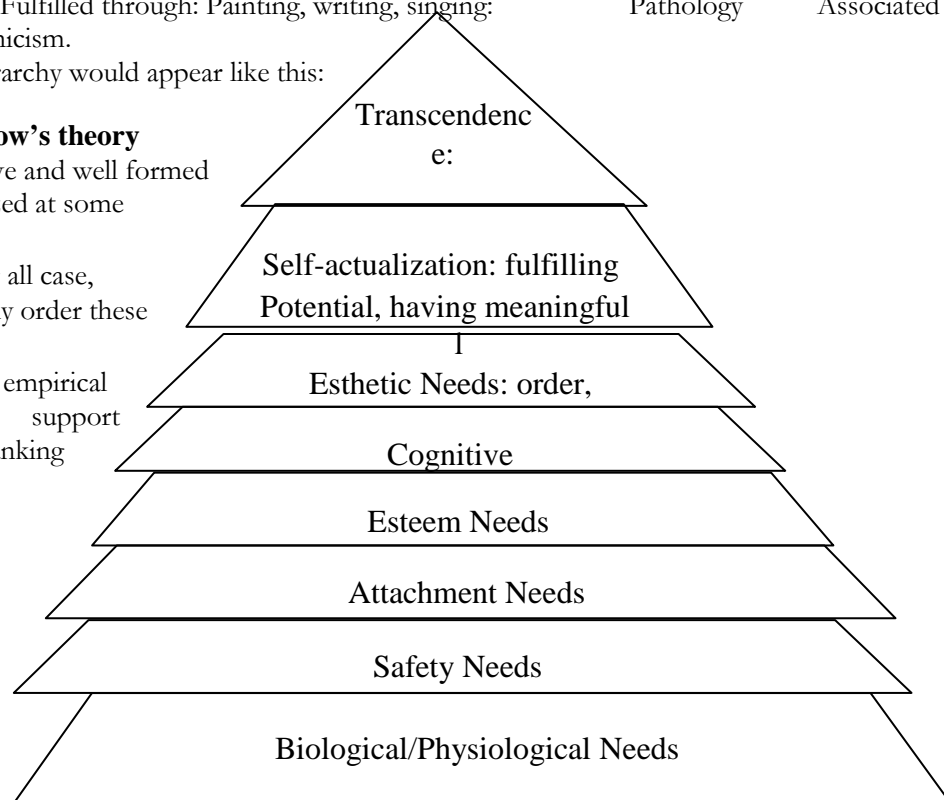 Fulfilled through: Painting, writing, singing: Pathology Associated
nicism.
archy would appear like this:
Transcendenc
e:
ow's theory
ve and well formed
ed at some
all case,
y order these
empirical
support
nking
Self-actualization: fulfilling
Potential, having meaningful
l
Esthetic Needs: order,
Cognitive
Esteem Needs
Attachment Needs
Safety Needs
Biological/Physiological Needs